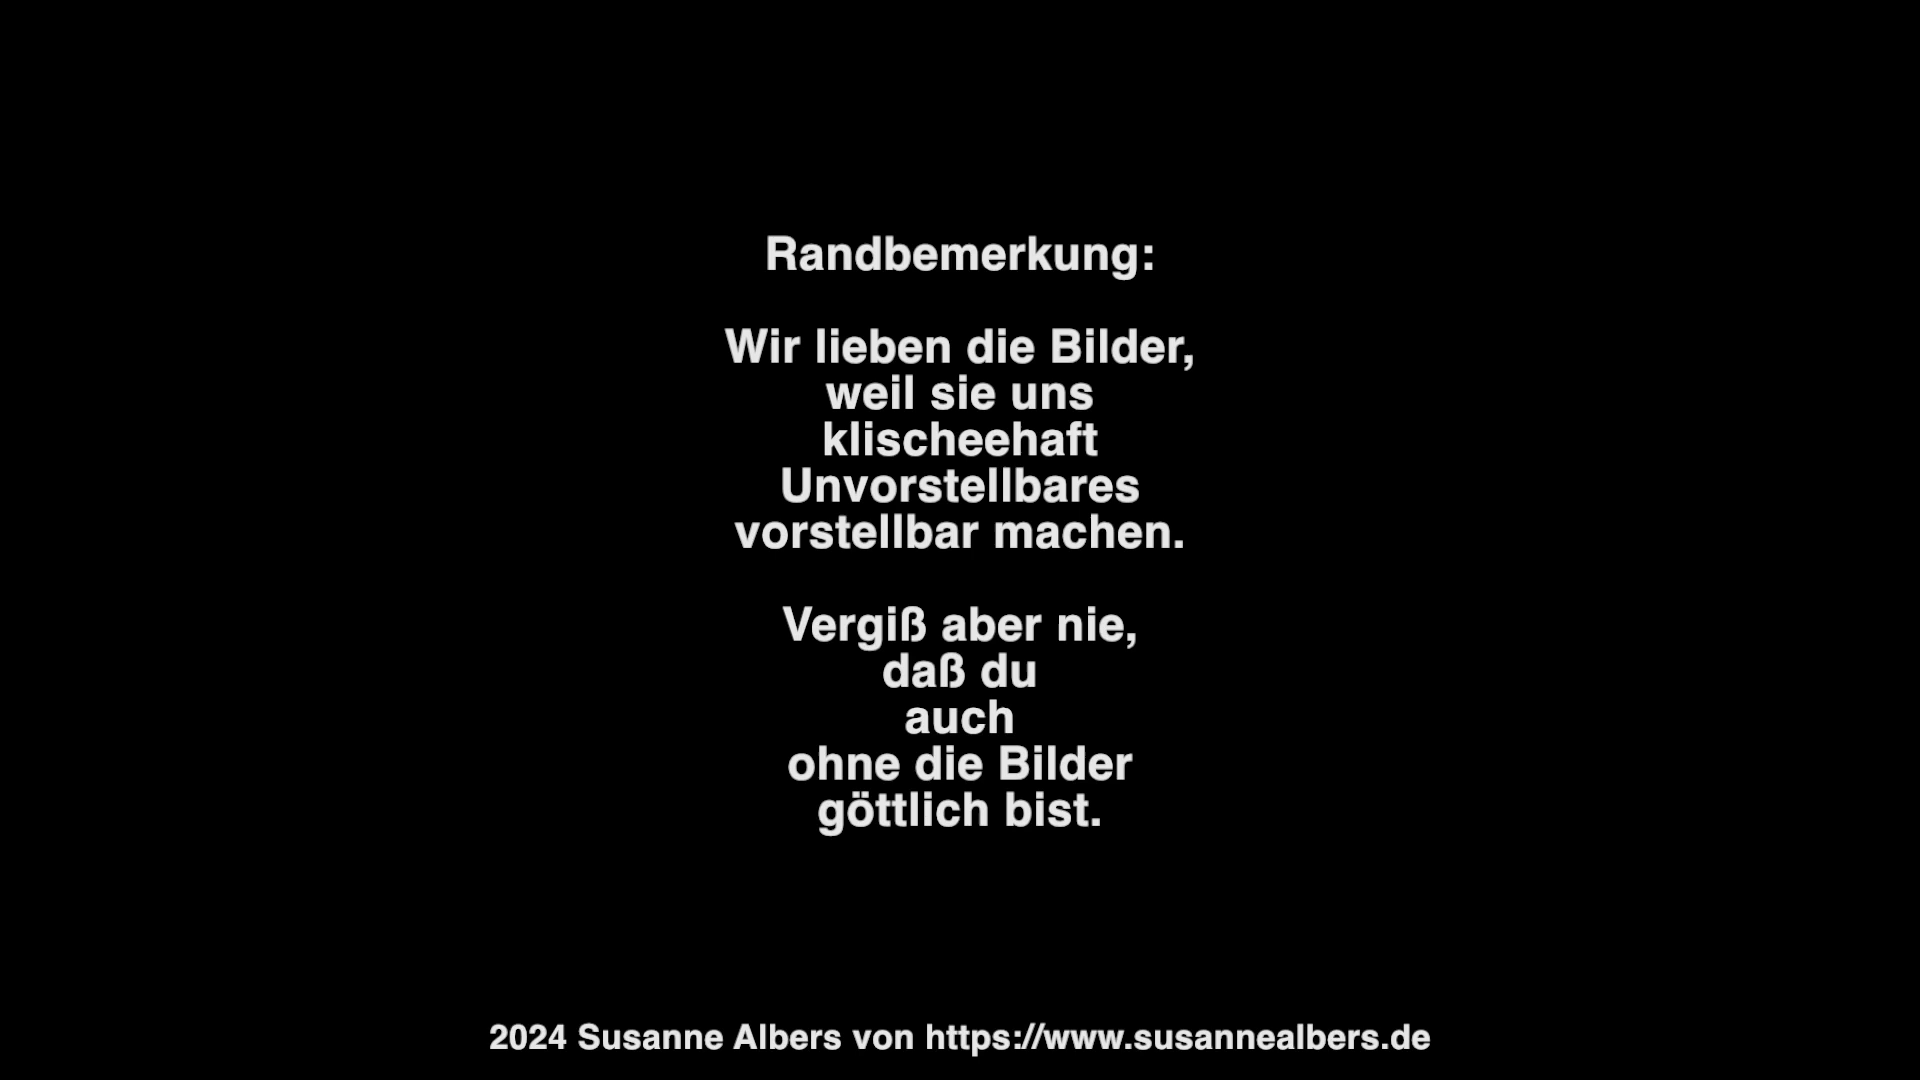 Randbemerkung:
Wir lieben die Bilder,
weil sie uns
klischeehaft
Unvorstellbares
vorstellbar machen.
Vergiß aber nie,
daß du
auch
ohne die Bilder
göttlich bist.
2024 Susanne Albers von https://www.susannealbers.de